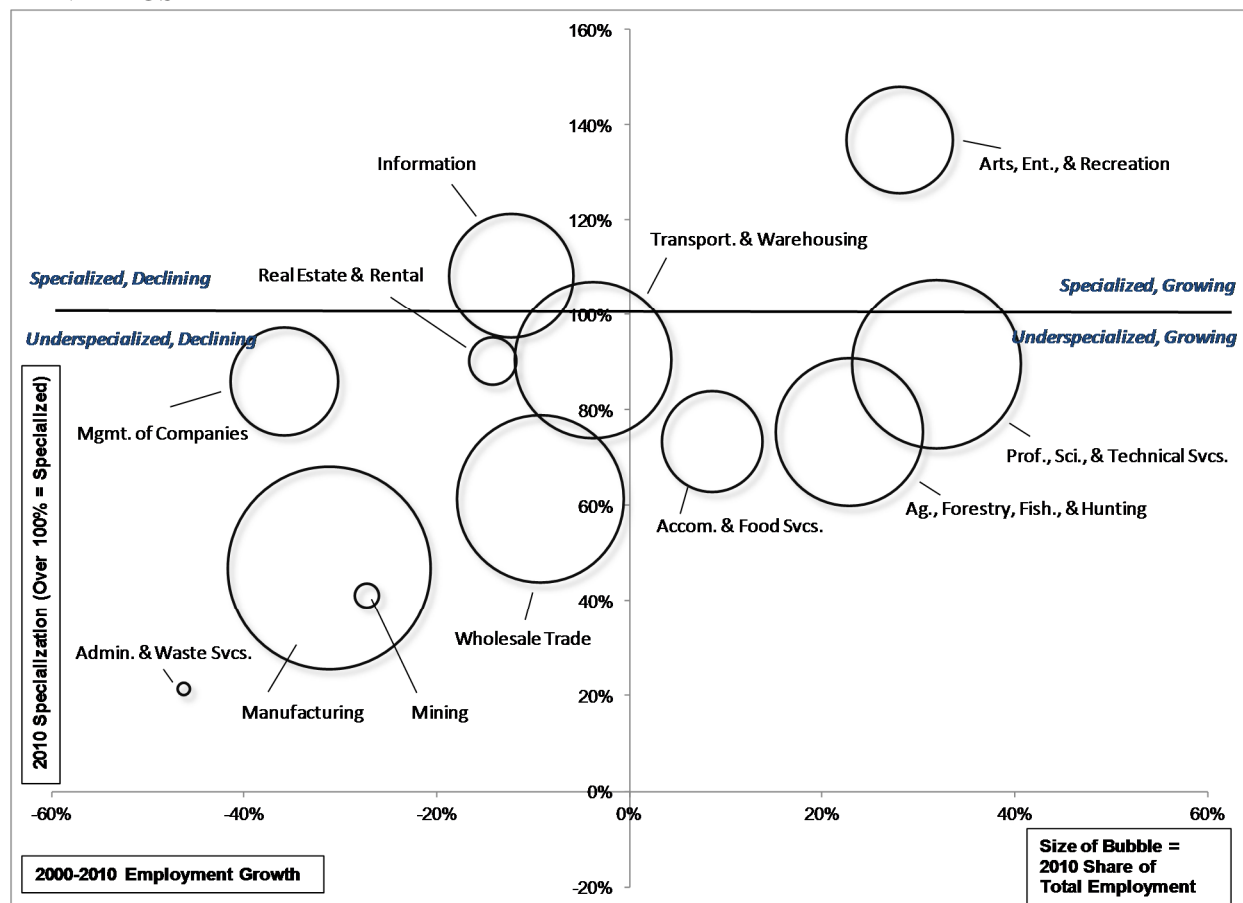 160%
140%
Information
Arts, Ent., & Recreation
120%
Transport. & Warehousing
Real Estate & Rental
Specialized, Declining
Specialized, Growing
100%
Underspecialized, Declining
Underspecialized, Growing
80%
Mgmt. of Companies
Prof., Sci., & Technical Svcs.
Ag., Forestry, Fish., & Hunting
60%
Accom. & Food Svcs.
2010 Specialization (Over 100% = Specialized)
40%
Wholesale Trade
Admin. & Waste Svcs.
20%
Manufacturing
Mining
0%
-60%
-40%
-20%
0%
20%
40%
60%
2000-2010 Employment Growth
Size of Bubble =
2010 Share of
Total Employment
-20%